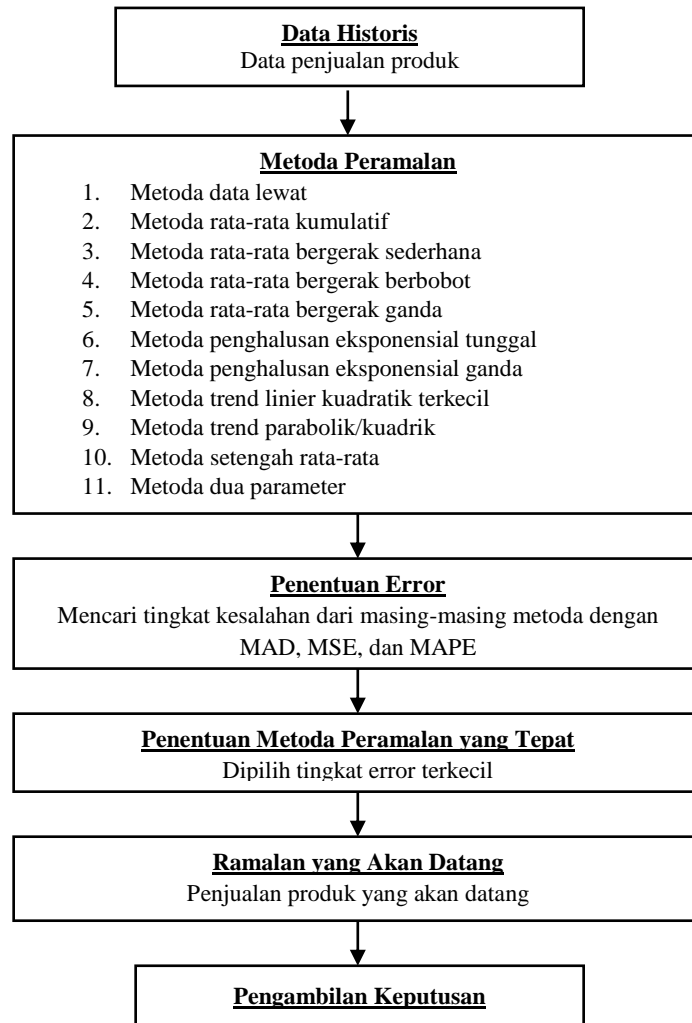 Data Historis
Data penjualan produk
Metoda Peramalan
1. Metoda data lewat
2. Metoda rata-rata kumulatif
3. Metoda rata-rata bergerak sederhana
4. Metoda rata-rata bergerak berbobot
5. Metoda rata-rata bergerak ganda
6. Metoda penghalusan eksponensial tunggal
7. Metoda penghalusan eksponensial ganda
8. Metoda trend linier kuadratik terkecil
9. Metoda trend parabolik/kuadrik
10. Metoda setengah rata-rata
11. Metoda dua parameter
Penentuan Error
Mencari tingkat kesalahan dari masing-masing metoda dengan
MAD, MSE, dan MAPE
Penentuan Metoda Peramalan yang Tepat
Dipilih tingkat error terkecil
Ramalan yang Akan Datang
Penjualan produk yang akan datang
Pengambilan Keputusan